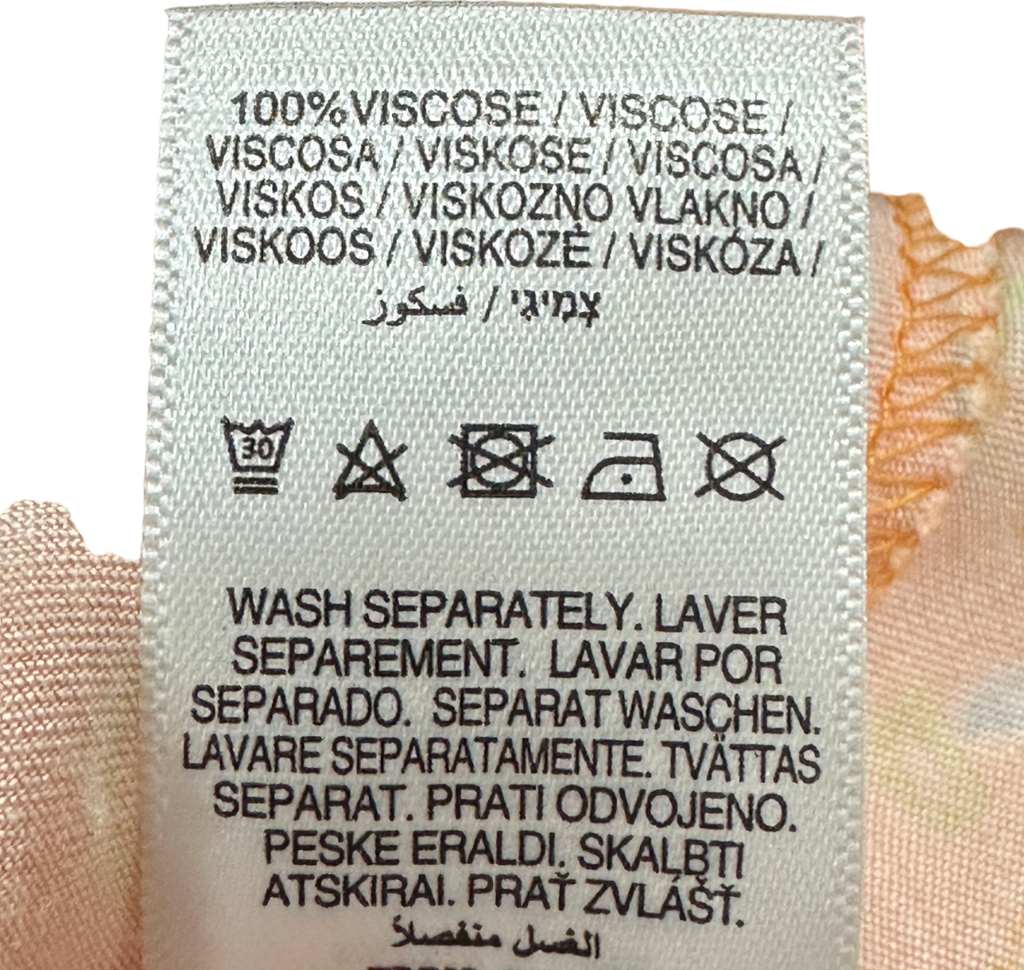 100%VISCOSE / VISCOSE /
VISCOSA / VISKOSE / VISCOSA /
VISKOS / VISKOZNO VLAKNO /
VISKOOS / VISKOZĖ / VISKÓZA /
צמיגי / فسكوز
30
WASH SEPARATELY. LAVER
SEPAREMENT. LAVAR POR
SEPARADO. SEPARAT WASCHEN.
LAVARE SEPARATAMENTE. TVÄTTAS
SEPARAT. PRATI ODVOJENO.
PESKE ERALDI. SKALBTI
ATSKIRAI. PRAŤ ZVLÁŠŤ.
الغسل منفصلاً